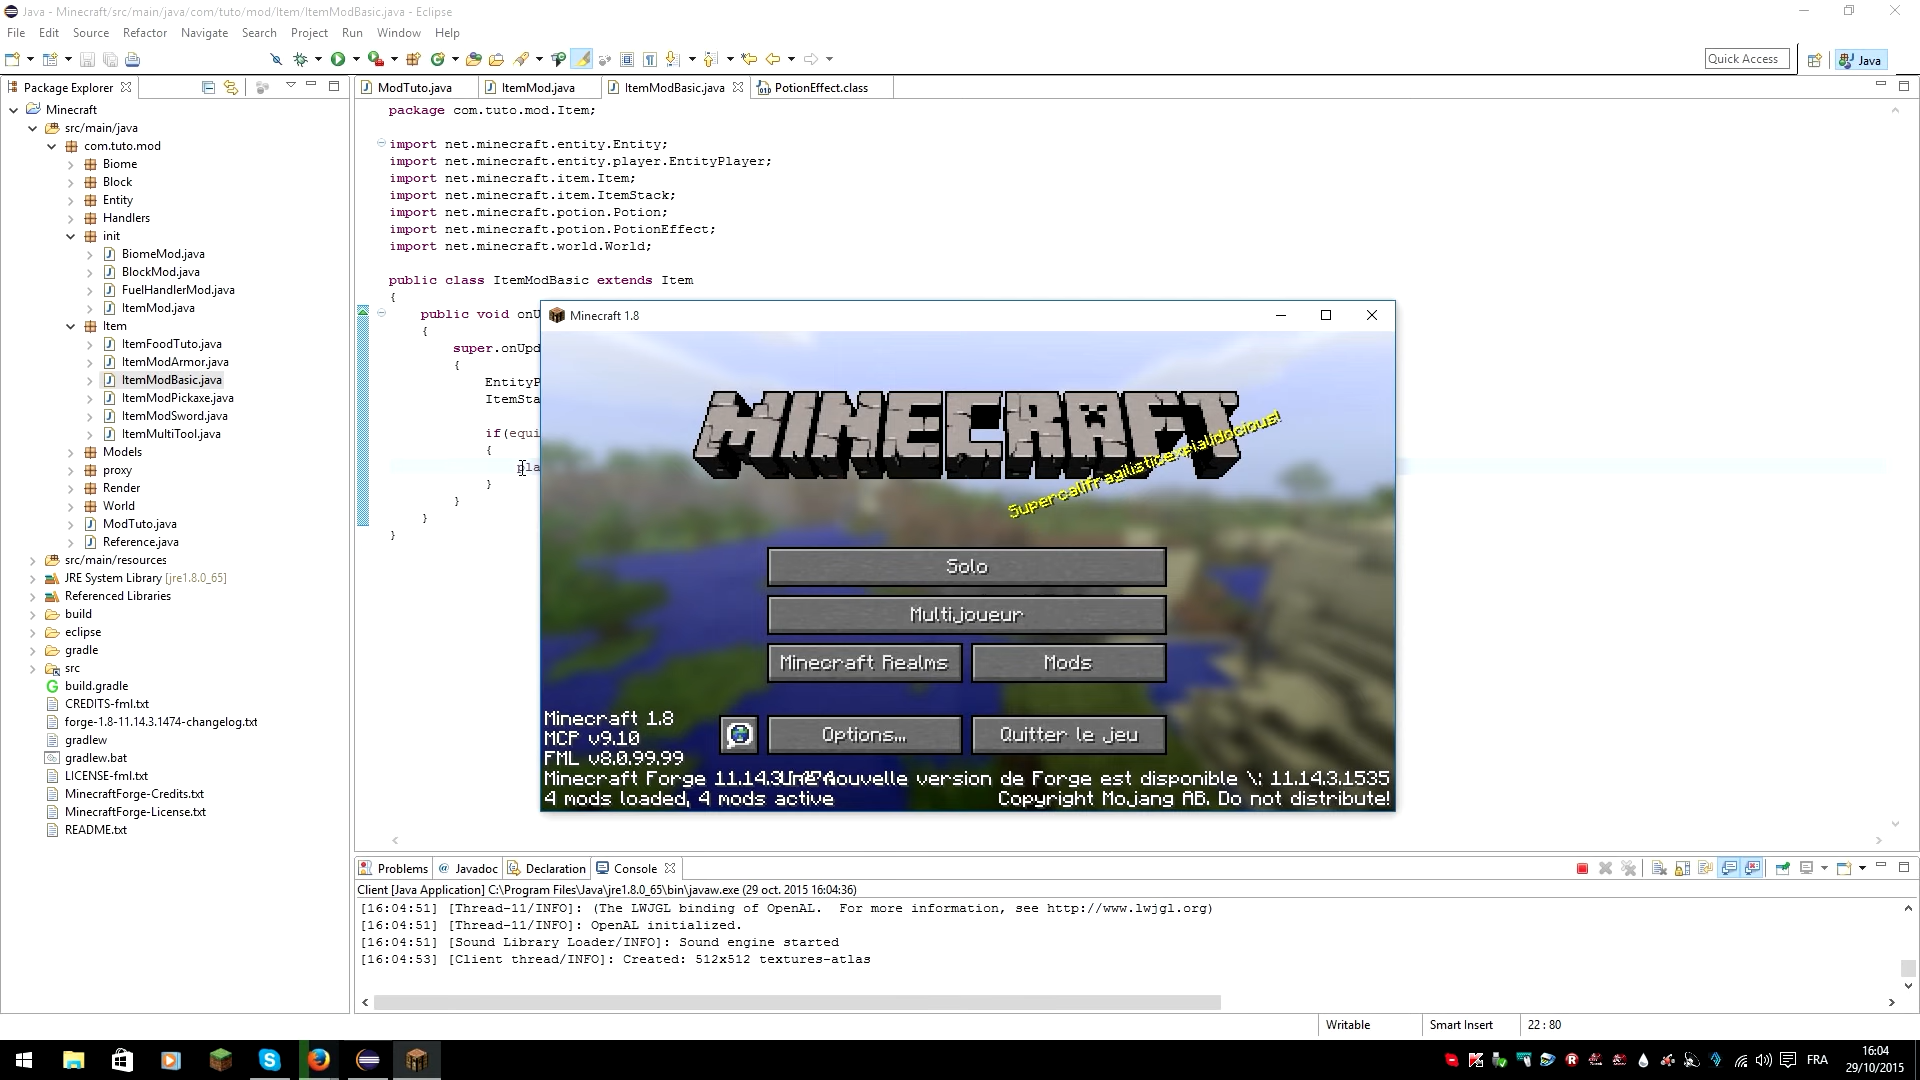 Java - Minecraft/src/main/java/com/tuto/mod/Item/ItemModBasic.java - Eclipse
File Edit Source Refactor Navigate Search Project Run Window Help
Quick Access
Java
Package Explorer
Minecraft
src/main/java
com.tuto.mod
Biome
Block
Entity
Handlers
init
BiomeMod.java
BlockMod.java
FuelHandlerMod.java
ItemMod.java
Item
ItemFoodTuto.java
ItemModArmor.java
ItemModBasic.java
ItemModPickaxe.java
ItemModSword.java
ItemMultiTool.java
Models
proxy
Render
World
ModTuto.java
Reference.java
src/main/resources
JRE System Library [jre1.8.0_65]
Referenced Libraries
build
eclipse
gradle
src
build.gradle
CREDITS-fml.txt
forge-1.8-11.14.3.1474-changelog.txt
gradlew
gradlew.bat
LICENSE-fml.txt
MinecraftForge-Credits.txt
MinecraftForge-License.txt
README.txt
ModTuto.java
ItemMod.java
ItemModBasic.java
PotionEffect.class
package com.tuto.mod.Item;
import net.minecraft.entity.Entity;
import net.minecraft.entity.player.EntityPlayer;
import net.minecraft.item.Item;
import net.minecraft.item.ItemStack;
import net.minecraft.potion.Potion;
import net.minecraft.potion.PotionEffect;
import net.minecraft.world.World;
public class ItemModBasic extends Item
{
public void onU
{
super.onUpd
{
EntityP
ItemSta
if(equi
{
pla
}
}
}
}
Minecraft 1.8
MINECRAFT
Supercalifragilisticexpialidocious!
Solo
Multijoueur
Minecraft Realms
Mods
Options...
Quitter le jeu
Minecraft 1.8
MCP v9.10
FML v8.0.99.99
Minecraft Forge 11.14.3
Nouvelle version de Forge est disponible \: 11.14.3.1535
4 mods loaded, 4 mods active
Copyright Mojang AB. Do not distribute!
Problems
Javadoc
Declaration
Console
Client [Java Application] C:\Program Files\Java\jre1.8.0_65\bin\javaw.exe (29 oct. 2015 16:04:36)
[16:04:51] [Thread-11/INFO]: (The LWJGL binding of OpenAL.  For more information, see http://www.lwjgl.org)
[16:04:51] [Thread-11/INFO]: OpenAL initialized.
[16:04:51] [Sound Library Loader/INFO]: Sound engine started
[16:04:53] [Client thread/INFO]: Created: 512x512 textures-atlas
Writable
Smart Insert
22 : 80
FRA
16:04
29/10/2015